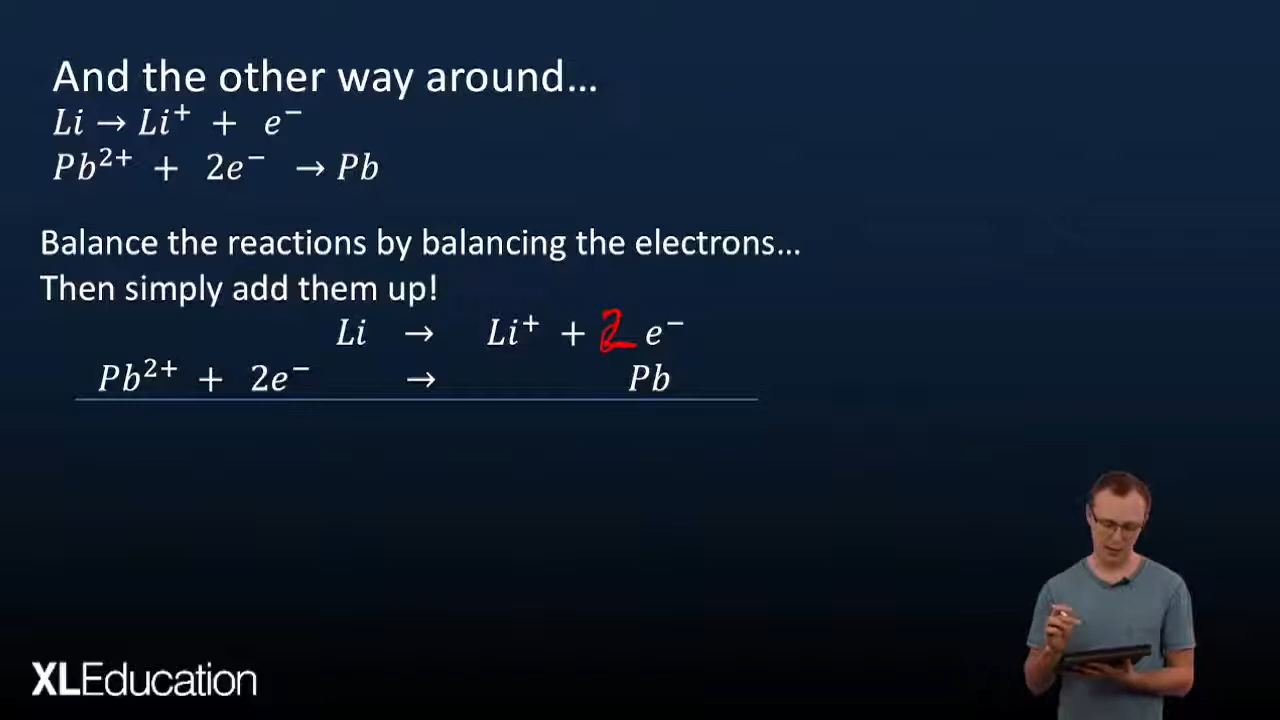 And the other way around…
Li → Li⁺ + e⁻
Pb²⁺ + 2e⁻ → Pb
Balance the reactions by balancing the electrons…
Then simply add them up!
Li → Li⁺ + 2 e⁻
Pb²⁺ + 2e⁻ → Pb
XLEducation